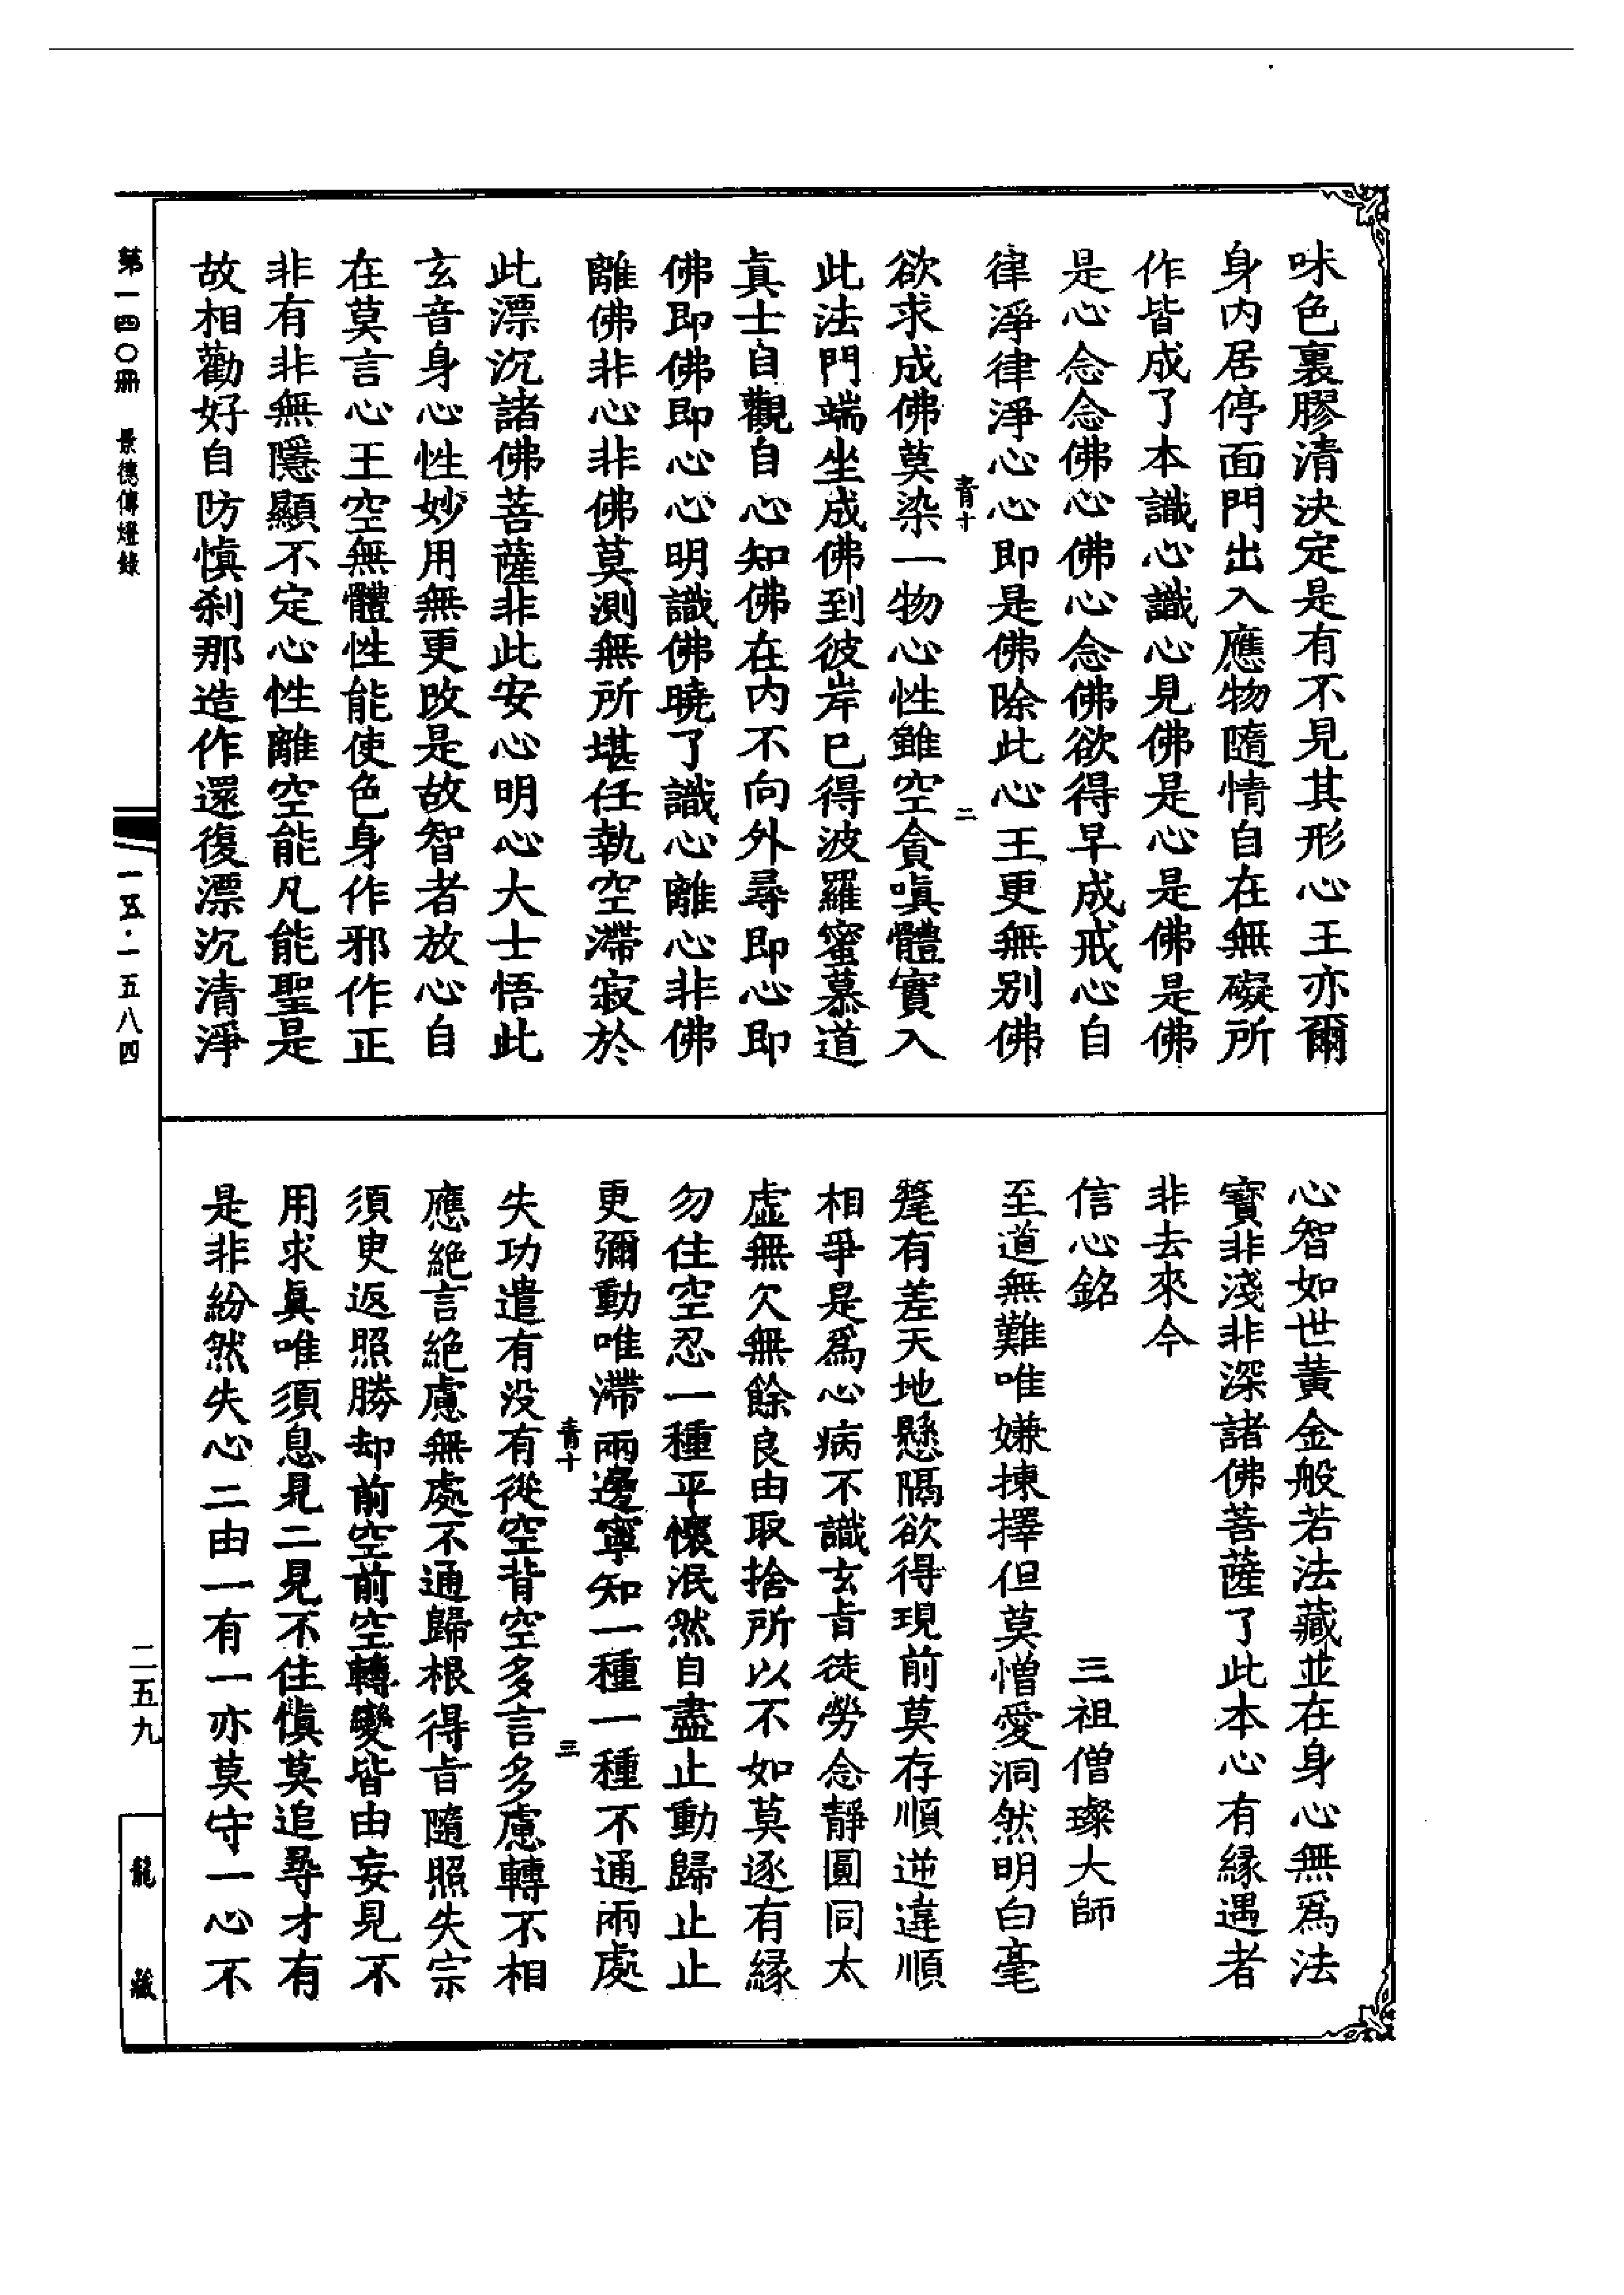 味色裏膠清決定是有不見其形心王亦爾
身内居停面門出入應物隨情自在無礙所
作皆成了本識心識心見佛是心是佛是佛
是心念念佛心佛心念佛欲得早成戒心自
律淨律淨心心即是佛除此心王更無别佛
青十
二
欲求成佛莫染一物心性雖空貪嗔體實入
此法門端坐成佛到彼岸已得波羅蜜慕道
真士自觀自心知佛在内不向外尋即心即
佛即佛即心心明識佛曉了識心離心非佛
離佛非心非佛莫測無所堪任執空滯寂於
此漂沉諸佛菩薩非此安心明心大士悟此
玄音身心性妙用無更改是故智者放心自
在莫言心王空無體性能使色身作邪作正
非有非無隱顯不定心性離空能凡能聖是
故相勸好自防慎刹那造作還復漂沉清淨
心智如世黃金般若法藏並在身心無爲法
寶非淺非深諸佛菩薩了此本心有縁遇者
非去來今
信心銘 三祖僧璨大師
至道無難唯嫌揀擇但莫憎愛洞然明白毫
氂有差天地懸隔欲得現前莫存順逆違順
相爭是爲心病不識玄旨徒勞念靜圓同太
虚無欠無餘良由取捨所以不如莫逐有緣
勿住空忍一種平懷泯然自盡止動歸止止
更彌動唯滯兩邊寧知一種一種不通兩處
青十
三
失功遣有没有從空背空多言多慮轉不相
應絶言絶慮無處不通歸根得旨隨照失宗
須臾返照勝却前空前空轉變皆由妄見不
用求真唯須息見二見不住慎莫追尋才有
是非紛然失心二由一有一亦莫守一心不
第一四〇冊 景德傳燈錄
一五·一五八四
二五九
龍藏